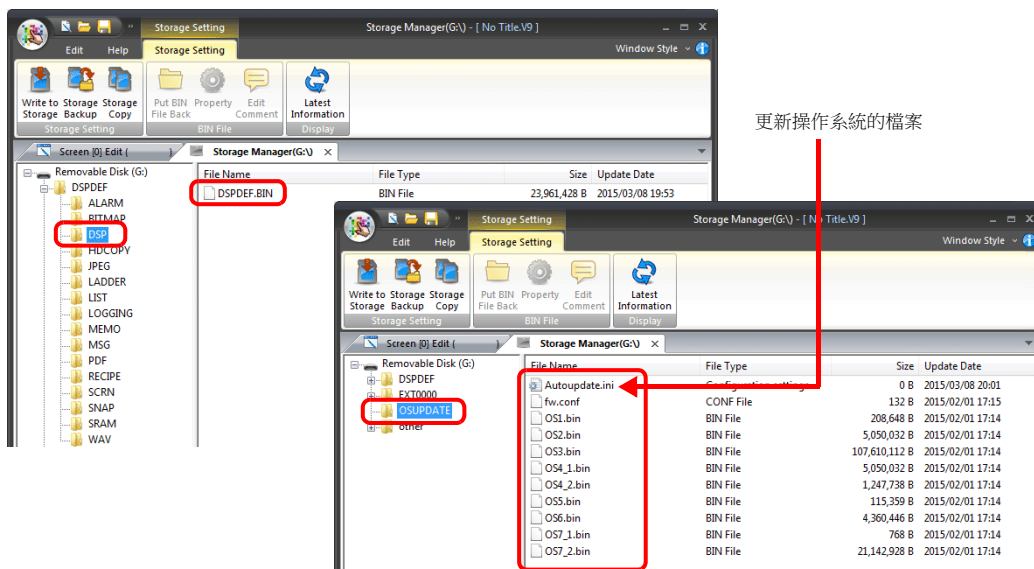 Storage Setting
Storage Manager(G:\) - [ No Title.V9 ]
Edit Help Storage Setting
Window Style
Write to Storage
Storage Backup
Storage Copy
Put BIN File Back
Property
Edit Comment
Latest Information
Storage Setting
BIN File
Display
Screen [0] Edit ( )
Storage Manager(G:\) ×
Removable Disk (G:)
DSPDEF
ALARM
BITMAP
DSP
HDCOPY
JPEG
LADDER
LIST
LOGGING
MEMO
MSG
PDF
RECIPE
SCRN
SNAP
SRAM
WAV
File Name File Type Size Update Date
DSPDEF.BIN BIN File 23,961,428 B 2015/03/08 19:53
更新操作系統的檔案
Storage Setting
Storage Manager(G:\) - [ No Title.V9 ]
Edit Help Storage Setting
Window Style
Write to Storage
Storage Backup
Storage Copy
Put BIN File Back
Property
Edit Comment
Latest Information
Storage Setting
BIN File
Display
Screen [0] Edit ( )
Storage Manager(G:\) ×
Removable Disk (G:)
DSPDEF
EXT0000
OSUPDATE
other
File Name File Type Size Update Date
Autoupdate.ini Configuration settings 0 B 2015/03/08 20:01
fw.conf CONF File 132 B 2015/02/01 17:15
OS1.bin BIN File 208,648 B 2015/02/01 17:14
OS2.bin BIN File 5,050,032 B 2015/02/01 17:14
OS3.bin BIN File 107,610,112 B 2015/02/01 17:14
OS4_1.bin BIN File 5,050,032 B 2015/02/01 17:14
OS4_2.bin BIN File 1,247,738 B 2015/02/01 17:14
OS5.bin BIN File 115,359 B 2015/02/01 17:14
OS6.bin BIN File 4,360,446 B 2015/02/01 17:14
OS7_1.bin BIN File 768 B 2015/02/01 17:14
OS7_2.bin BIN File 21,142,928 B 2015/02/01 17:14